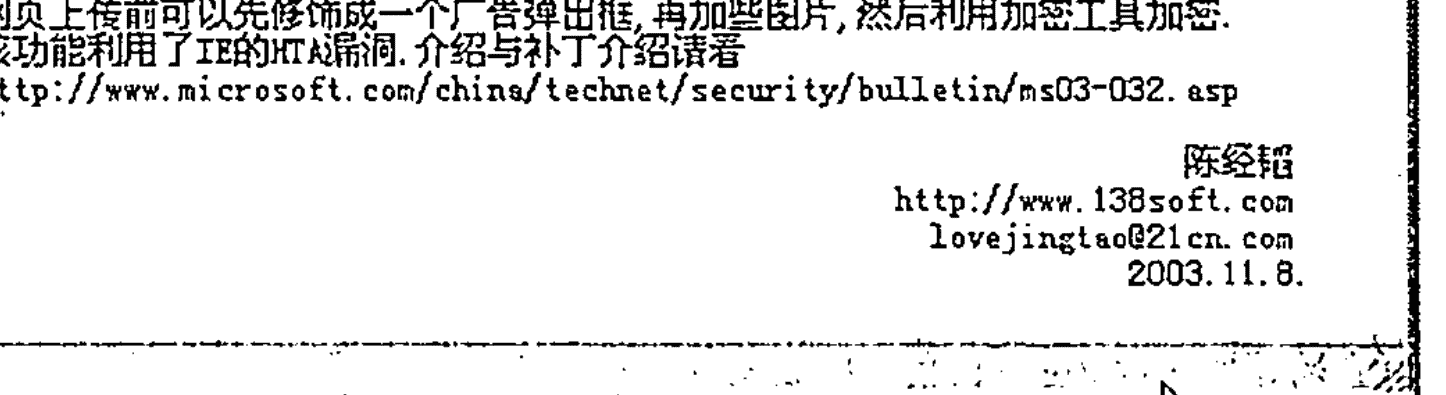 网页上传前可以先修饰成一个广告弹出框,再加些图片,然后利用加密工具加密.
该功能利用了IE的HTA漏洞.介绍与补丁介绍请看
ttp://www.microsoft.com/china/technet/security/bulletin/ms03-032.asp
陈经韬
http://www.138soft.com
lovejingtao@21cn.com
2003.11.8.